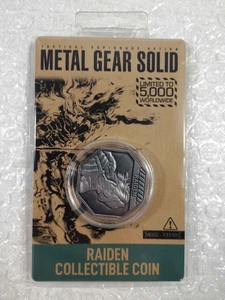 TACTICAL ESPIONAGE ACTION
METAL GEAR SOLID
LIMITED TO
5,000
WORLDWIDE
RAIDEN
COLLECTIBLE COIN